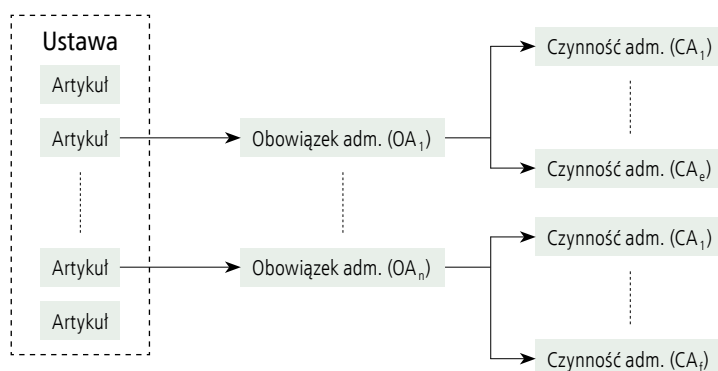 Ustawa
Artykuł
Artykuł
Artykuł
Artykuł
Obowiązek adm. (OA₁)
Obowiązek adm. (OAₙ)
Czynność adm. (CA₁)
Czynność adm. (CAₑ)
Czynność adm. (CA₁)
Czynność adm. (CA_f)